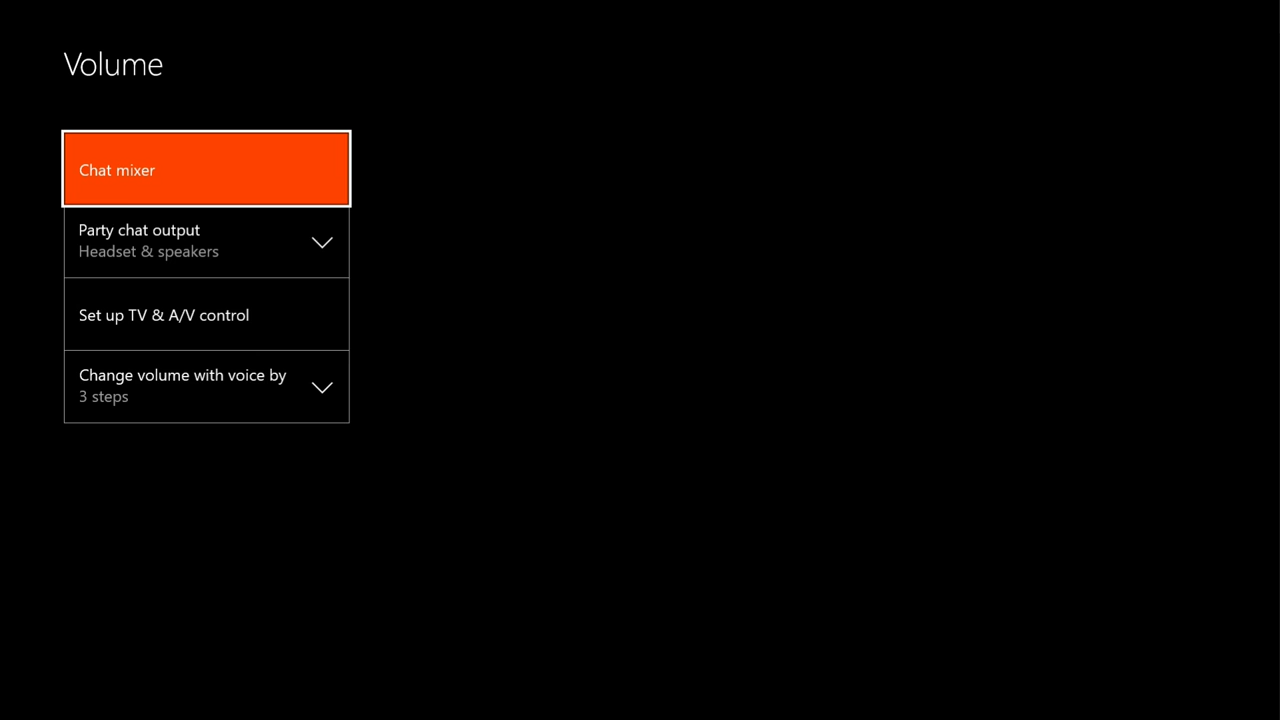 Volume
Chat mixer
Party chat output
Headset & speakers
Set up TV & A/V control
Change volume with voice by
3 steps